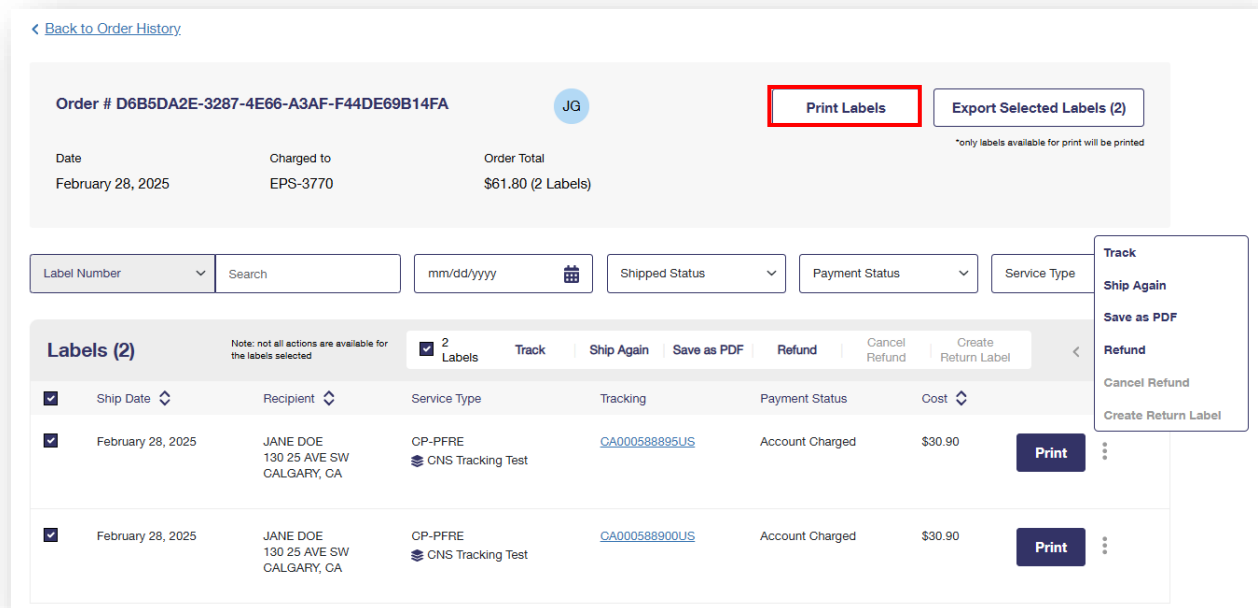 Back to Order History
Order # D6B5DA2E-3287-4E66-A3AF-F44DE69B14FA
JG
Print Labels
Export Selected Labels (2)
*only labels available for print will be printed
Date
Charged to
Order Total
February 28, 2025
EPS-3770
$61.80 (2 Labels)
Label Number
Search
mm/dd/yyyy
Shipped Status
Payment Status
Service Type
Track
Ship Again
Save as PDF
Refund
Cancel Refund
Create Return Label
Labels (2)
Note: not all actions are available for
the labels selected
2
Labels
Track
Ship Again
Save as PDF
Refund
Cancel
Refund
Create
Return Label
Ship Date
Recipient
Service Type
Tracking
Payment Status
Cost
February 28, 2025
JANE DOE
130 25 AVE SW
CALGARY, CA
CP-PFRE
CNS Tracking Test
CA000588895US
Account Charged
$30.90
Print
February 28, 2025
JANE DOE
130 25 AVE SW
CALGARY, CA
CP-PFRE
CNS Tracking Test
CA000588900US
Account Charged
$30.90
Print